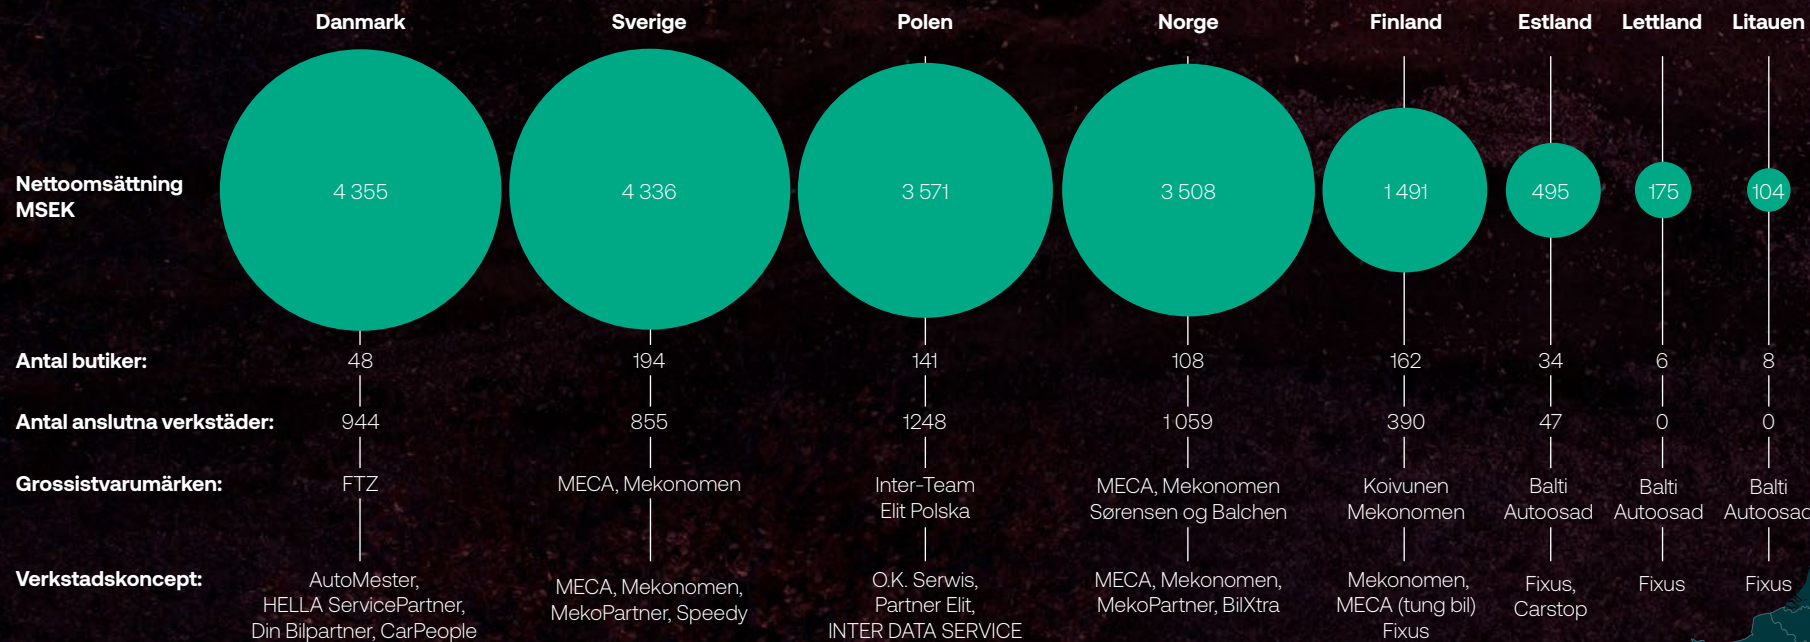 Danmark Sverige Polen Norge Finland Estland Lettland Litauen
Nettoomsättning
MSEK
4 355 4 336 3 571 3 508 1 491 495 175 104
Antal butiker: 48 194 141 108 162 34 6 8
Antal anslutna verkstäder: 944 855 1248 1 059 390 47 0 0
Grossistvarumärken: FTZ MECA, Mekonomen Inter-Team MECA, Mekonomen Koivunen Balti Balti Balti
Elit Polska Sørensen og Balchen Mekonomen Autoosad Autoosad Autoosad
Verkstadskoncept: AutoMester, MECA, Mekonomen, O.K. Serwis, MECA, Mekonomen, Mekonomen, Fixus, Fixus Fixus
HELLA ServicePartner, MekoPartner, Speedy Partner Elit, MekoPartner, BilXtra MECA (tung bil) Carstop
Din Bilpartner, CarPeople INTER DATA SERVICE Fixus